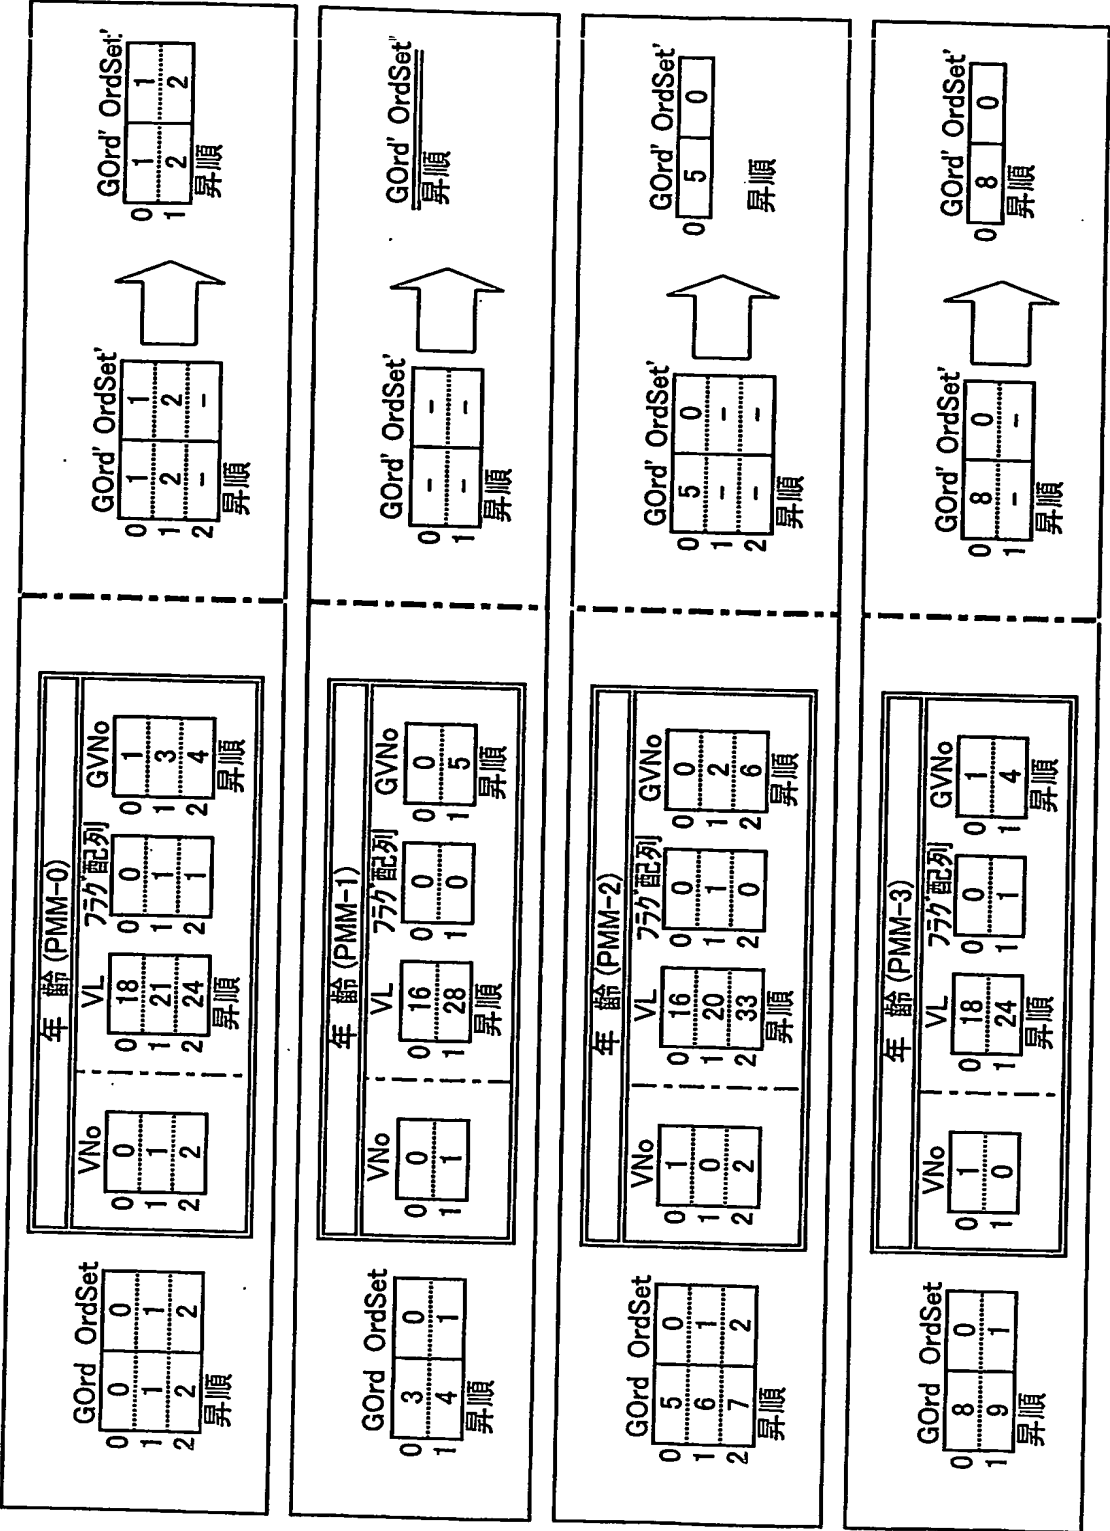 年 齢(PMM-0)
GOrd OrdSet VNo VL フラグ配列 GVNo GOrd' OrdSet' GOrd' OrdSet'
0 0 0 0 0 0 18 0 0 0 1 0 1 1 0 1 1
1 1 1 1 1 1 21 1 1 1 3 1 2 2 1 2 2
2 2 2 2 2 2 24 2 1 2 4 2 - -
昇順 昇順 昇順 昇順 昇順
年 齢(PMM-1)
GOrd OrdSet VNo VL フラグ配列 GVNo GOrd' OrdSet' GOrd' OrdSet'
0 3 0 0 0 0 16 0 0 0 0 0 - -
1 4 1 1 1 1 28 1 0 1 5 1 - -
昇順 昇順 昇順 昇順 昇順
年 齢(PMM-2)
GOrd OrdSet VNo VL フラグ配列 GVNo GOrd' OrdSet' GOrd' OrdSet'
0 5 0 0 1 0 16 0 0 0 0 0 5 0 0 5 0
1 6 1 1 0 1 20 1 1 1 2 1 - -
2 7 2 2 2 2 33 2 0 2 6 2 - -
昇順 昇順 昇順 昇順 昇順
年 齢(PMM-3)
GOrd OrdSet VNo VL フラグ配列 GVNo GOrd' OrdSet' GOrd' OrdSet'
0 8 0 0 1 0 18 0 0 0 1 0 8 0 0 8 0
1 9 1 1 0 1 24 1 1 1 4 1 - -
昇順 昇順 昇順 昇順 昇順